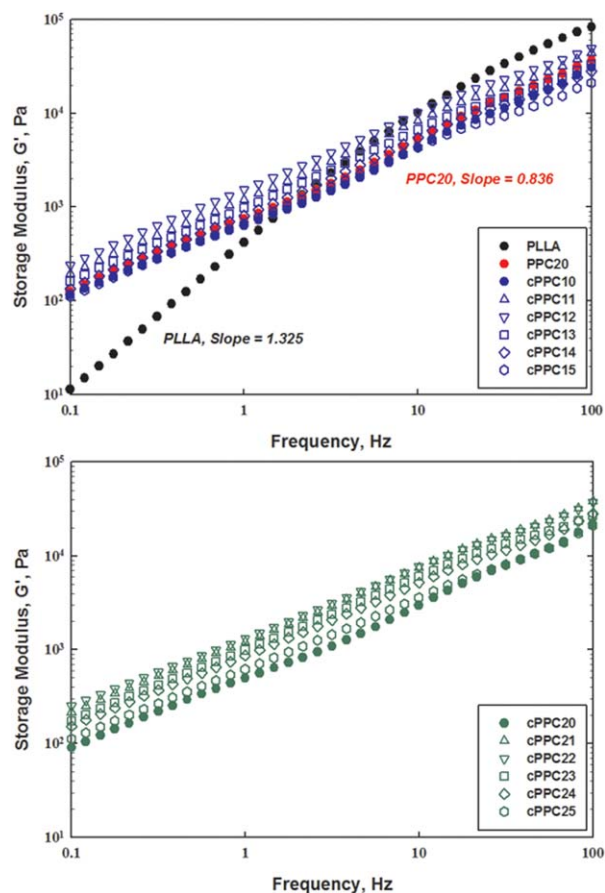 Storage Modulus, G', Pa
10⁵
10⁴
10³
10²
10¹
PPC20, Slope = 0.836
PLLA, Slope = 1.325
PLLA
PPC20
cPPC10
cPPC11
cPPC12
cPPC13
cPPC14
cPPC15
0.1 1 10 100
Frequency, Hz
Storage Modulus, G', Pa
10⁵
10⁴
10³
10²
10¹
cPPC20
cPPC21
cPPC22
cPPC23
cPPC24
cPPC25
0.1 1 10 100
Frequency, Hz